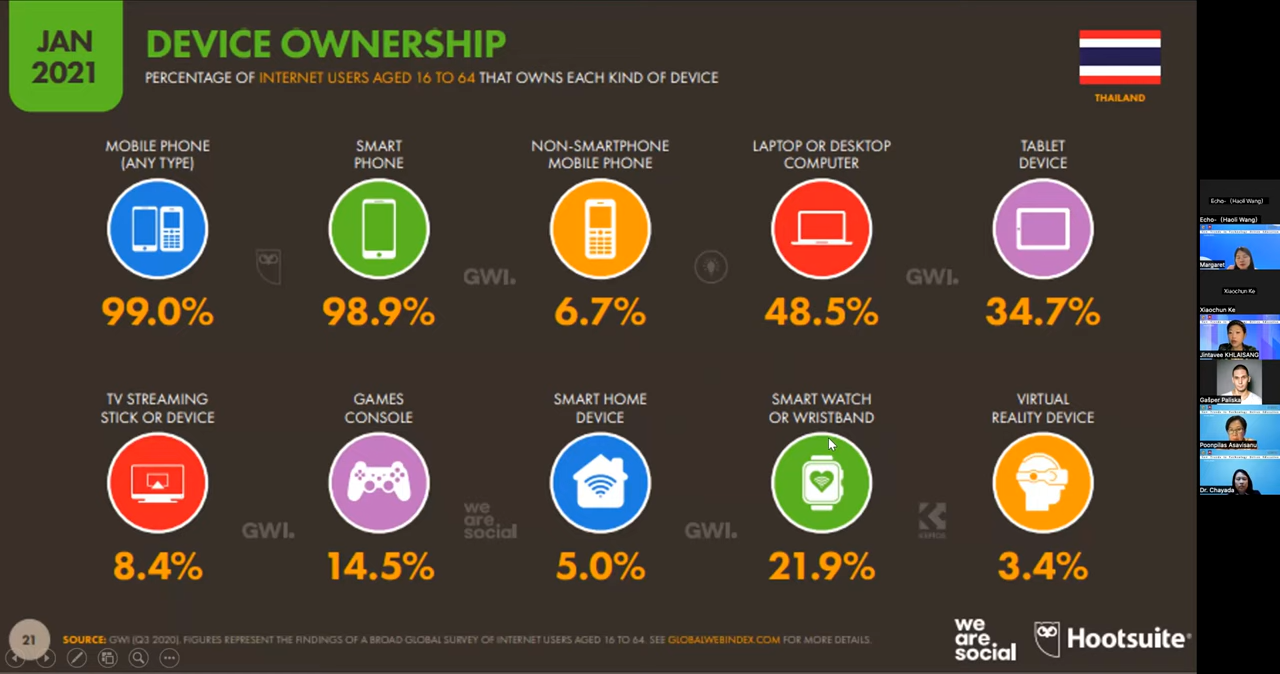 JAN
2021
DEVICE OWNERSHIP
PERCENTAGE OF INTERNET USERS AGED 16 TO 64 THAT OWNS EACH KIND OF DEVICE
THAILAND
MOBILE PHONE
(ANY TYPE)
99.0%
SMART
PHONE
98.9%
NON-SMARTPHONE
MOBILE PHONE
6.7%
LAPTOP OR DESKTOP
COMPUTER
48.5%
TABLET
DEVICE
34.7%
GWI.
GWI.
TV STREAMING
STICK OR DEVICE
8.4%
GAMES
CONSOLE
14.5%
SMART HOME
DEVICE
5.0%
SMART WATCH
OR WRISTBAND
21.9%
VIRTUAL
REALITY DEVICE
3.4%
GWI.
we
are
social
GWI.
21
SOURCE: GWI (Q3 2020). FIGURES REPRESENT THE FINDINGS OF A BROAD GLOBAL SURVEY OF INTERNET USERS AGED 16 TO 64. SEE GLOBALWEBINDEX.COM FOR MORE DETAILS.
we
are
social
Hootsuite®
Echo-（Haoli Wang)
Echo-（Haoli Wang)
Margaret
Xiaochun Ke
Xiaochun Ke
Jintavee KHLAISANG
Gašper Paliska
Poonpilas Asavisanu
Dr. Chayada